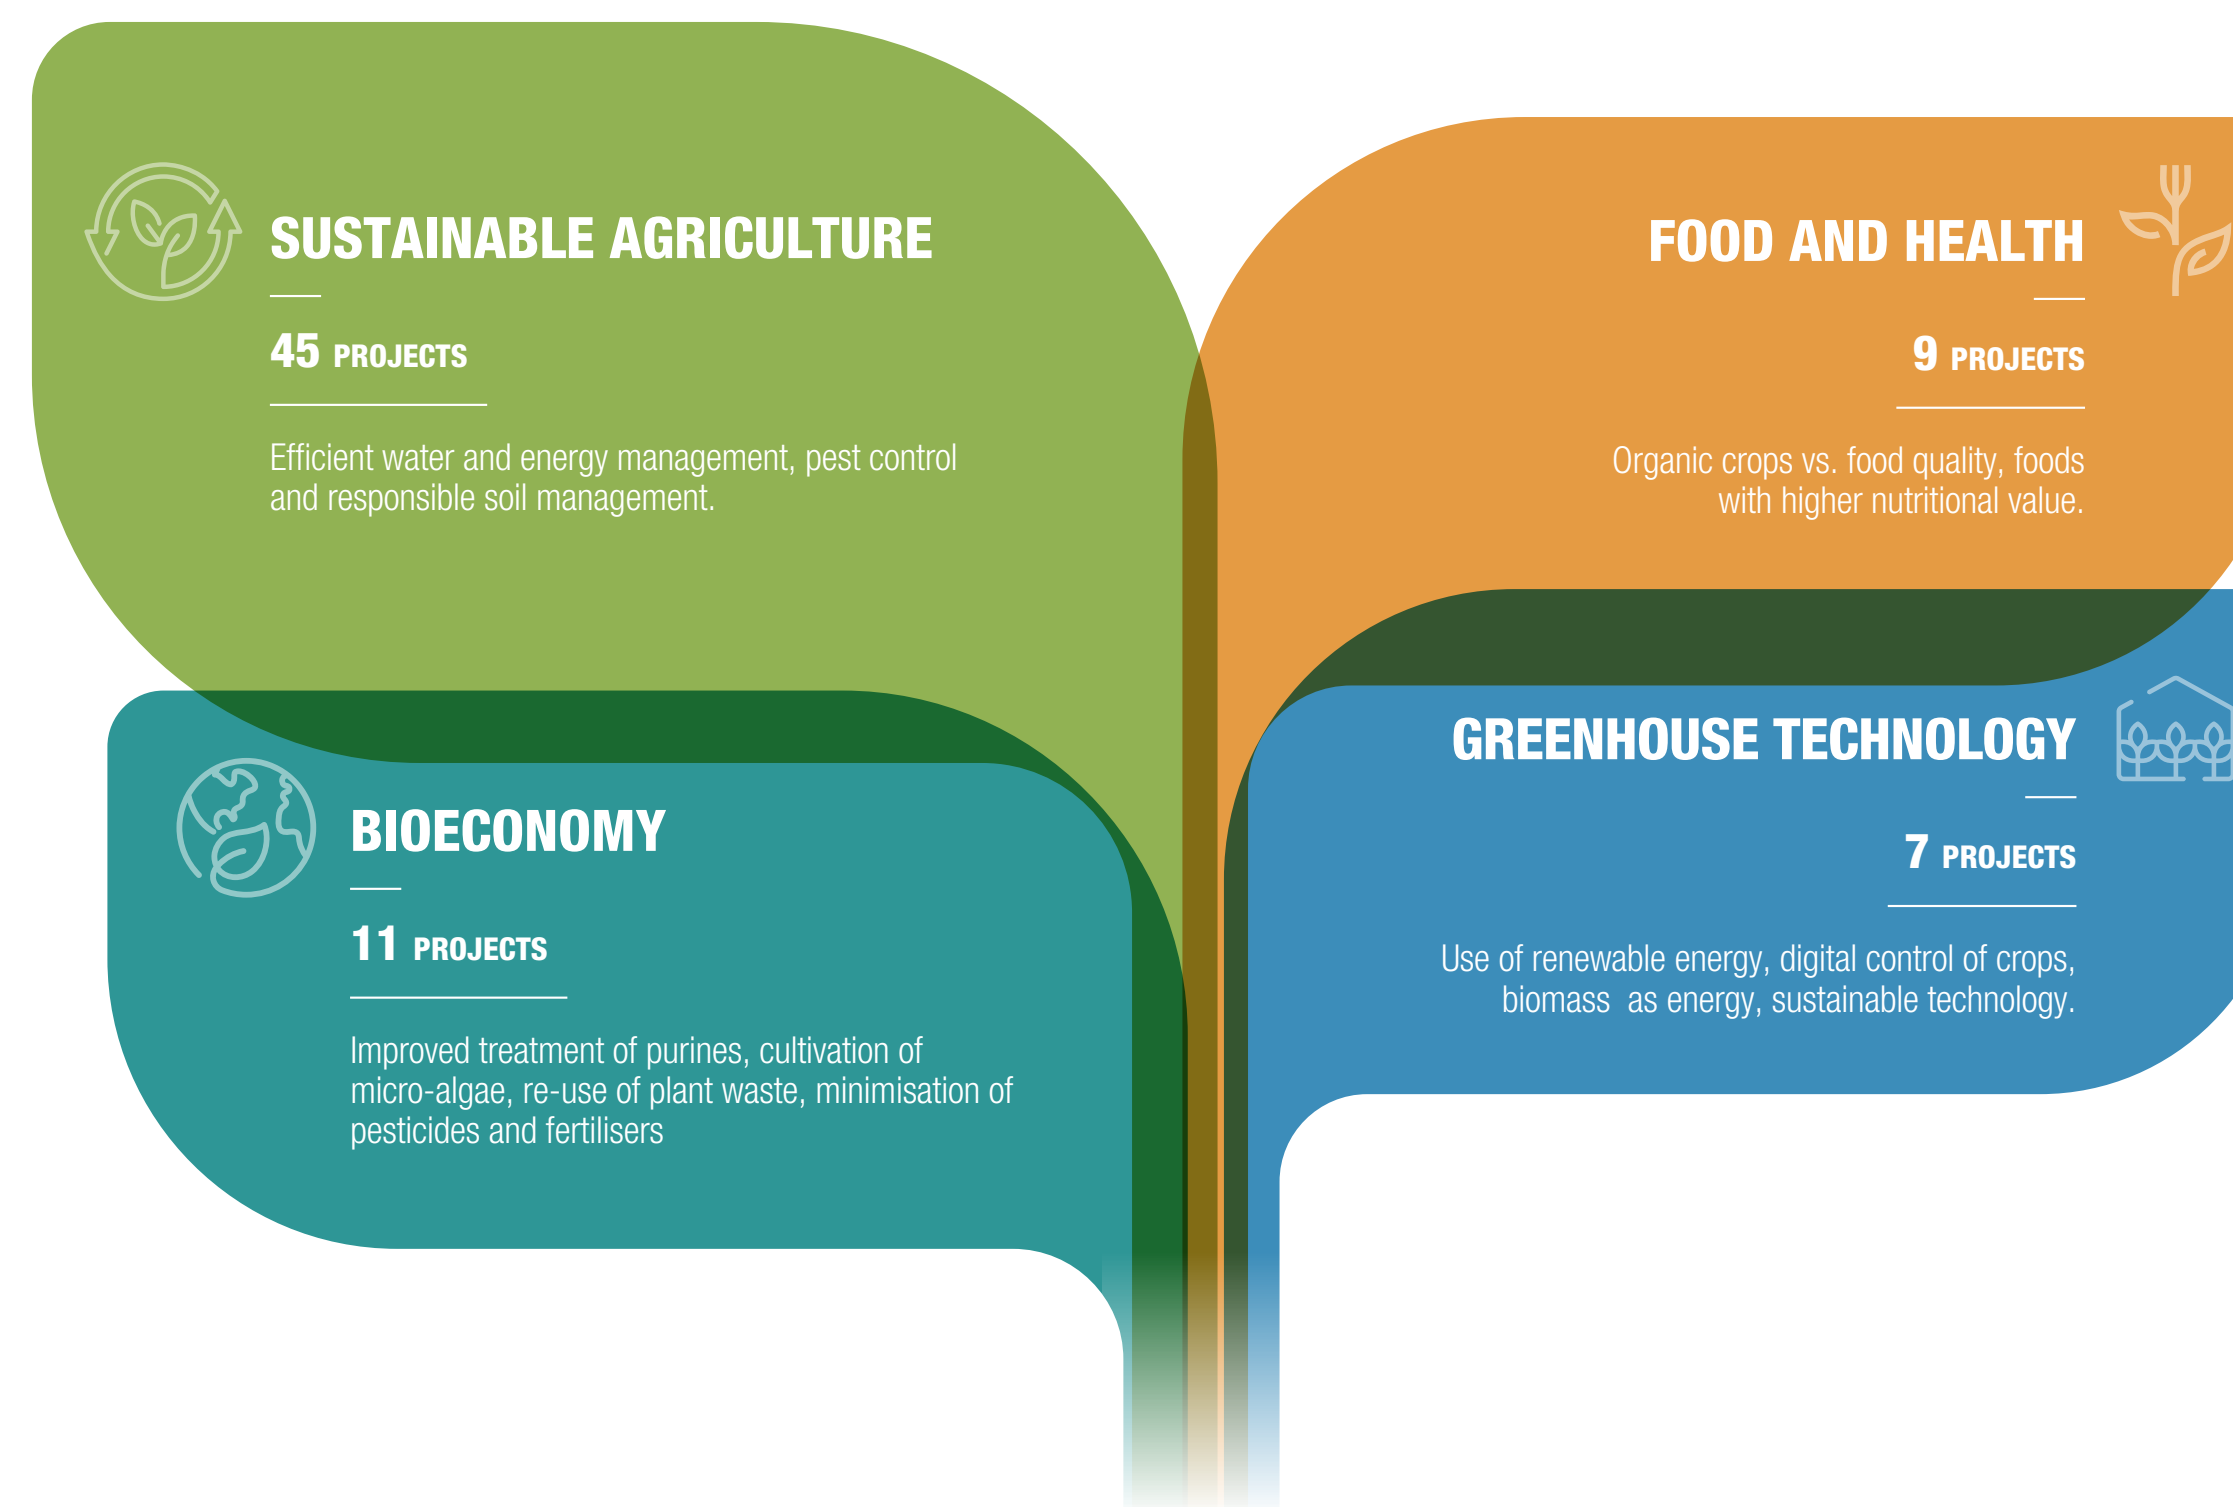 SUSTAINABLE AGRICULTURE
45 PROJECTS
Efficient water and energy management, pest control
and responsible soil management.
FOOD AND HEALTH
9 PROJECTS
Organic crops vs. food quality, foods
with higher nutritional value.
BIOECONOMY
11 PROJECTS
Improved treatment of purines, cultivation of
micro-algae, re-use of plant waste, minimisation of
pesticides and fertilisers
GREENHOUSE TECHNOLOGY
7 PROJECTS
Use of renewable energy, digital control of crops,
biomass  as energy, sustainable technology.